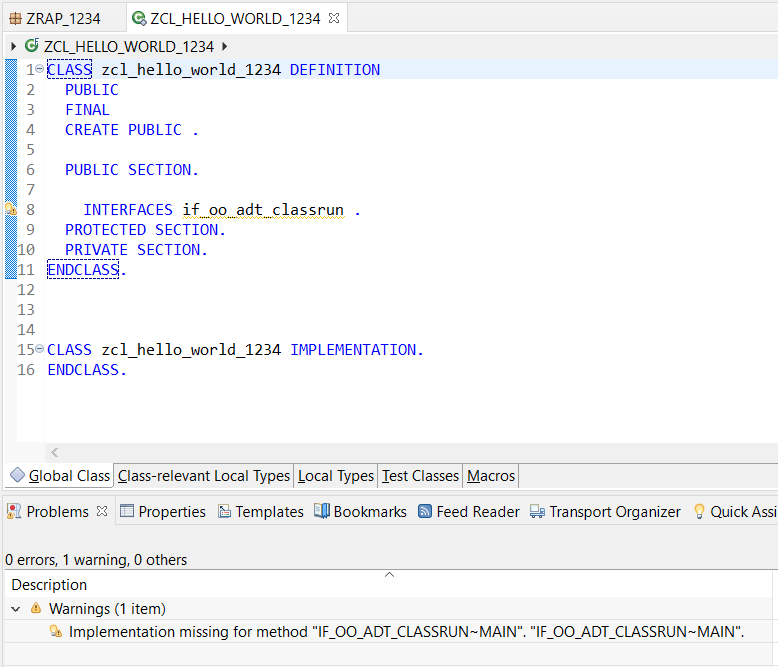 ZRAP_1234 ZCL_HELLO_WORLD_1234
ZCL_HELLO_WORLD_1234
1 CLASS zcl_hello_world_1234 DEFINITION
2 PUBLIC
3 FINAL
4 CREATE PUBLIC .
5
6 PUBLIC SECTION.
7
8 INTERFACES if_oo_adt_classrun .
9 PROTECTED SECTION.
10 PRIVATE SECTION.
11 ENDCLASS.
12
13
14
15 CLASS zcl_hello_world_1234 IMPLEMENTATION.
16 ENDCLASS.
Global Class Class-relevant Local Types Local Types Test Classes Macros
Problems Properties Templates Bookmarks Feed Reader Transport Organizer Quick Assi
0 errors, 1 warning, 0 others
Description
Warnings (1 item)
Implementation missing for method "IF_OO_ADT_CLASSRUN~MAIN". "IF_OO_ADT_CLASSRUN~MAIN".